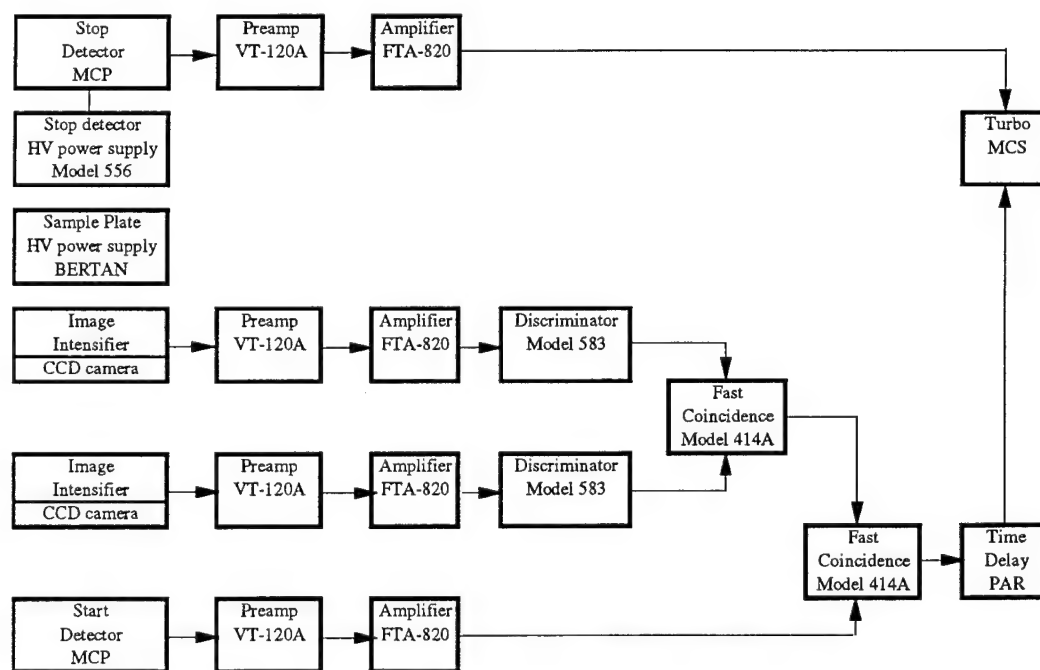 Stop
Detector
MCP
Preamp
VT-120A
Amplifier
FTA-820
Turbo
MCS
Stop detector
HV power supply
Model 556
Sample Plate
HV power supply
BERTAN
Image
Intensifier
CCD camera
Preamp
VT-120A
Amplifier
FTA-820
Discriminator
Model 583
Fast
Coincidence
Model 414A
Image
Intensifier
CCD camera
Preamp
VT-120A
Amplifier
FTA-820
Discriminator
Model 583
Fast
Coincidence
Model 414A
Time
Delay
PAR
Start
Detector
MCP
Preamp
VT-120A
Amplifier
FTA-820